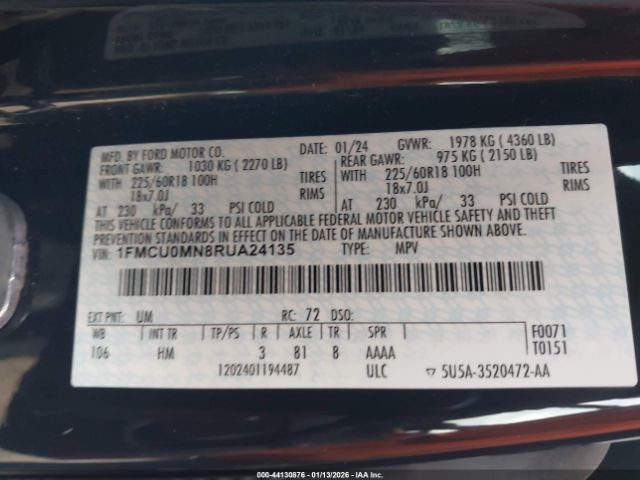 MFD. BY FORD MOTOR CO.
DATE: 01/24 GVWR: 1978 KG ( 4360 LB)
FRONT GAWR: 1030 KG ( 2270 LB) REAR GAWR: 975 KG ( 2150 LB)
WITH 225/60R18 100H TIRES WITH 225/60R18 100H TIRES
18x7.0J RIMS 18x7.0J RIMS
AT 230 kPa/ 33 PSI COLD AT 230 kPa/ 33 PSI COLD
THIS VEHICLE CONFORMS TO ALL APPLICABLE FEDERAL MOTOR VEHICLE SAFETY AND THEFT
PREVENTION STANDARDS IN EFFECT ON THE DATE OF MANUFACTURE SHOWN ABOVE.
VIN: 1FMCU0MN8RUA24135 TYPE: MPV
EXT PNT: UM RC: 72 DSO: F0071
WB INT TR TP/PS R AXLE TR SPR T0151
106 HM 3 81 8 AAAA
1202401194487 ULC 5U5A-3520472-AA
000-44130876 - 01/13/2026 - IAA Inc.